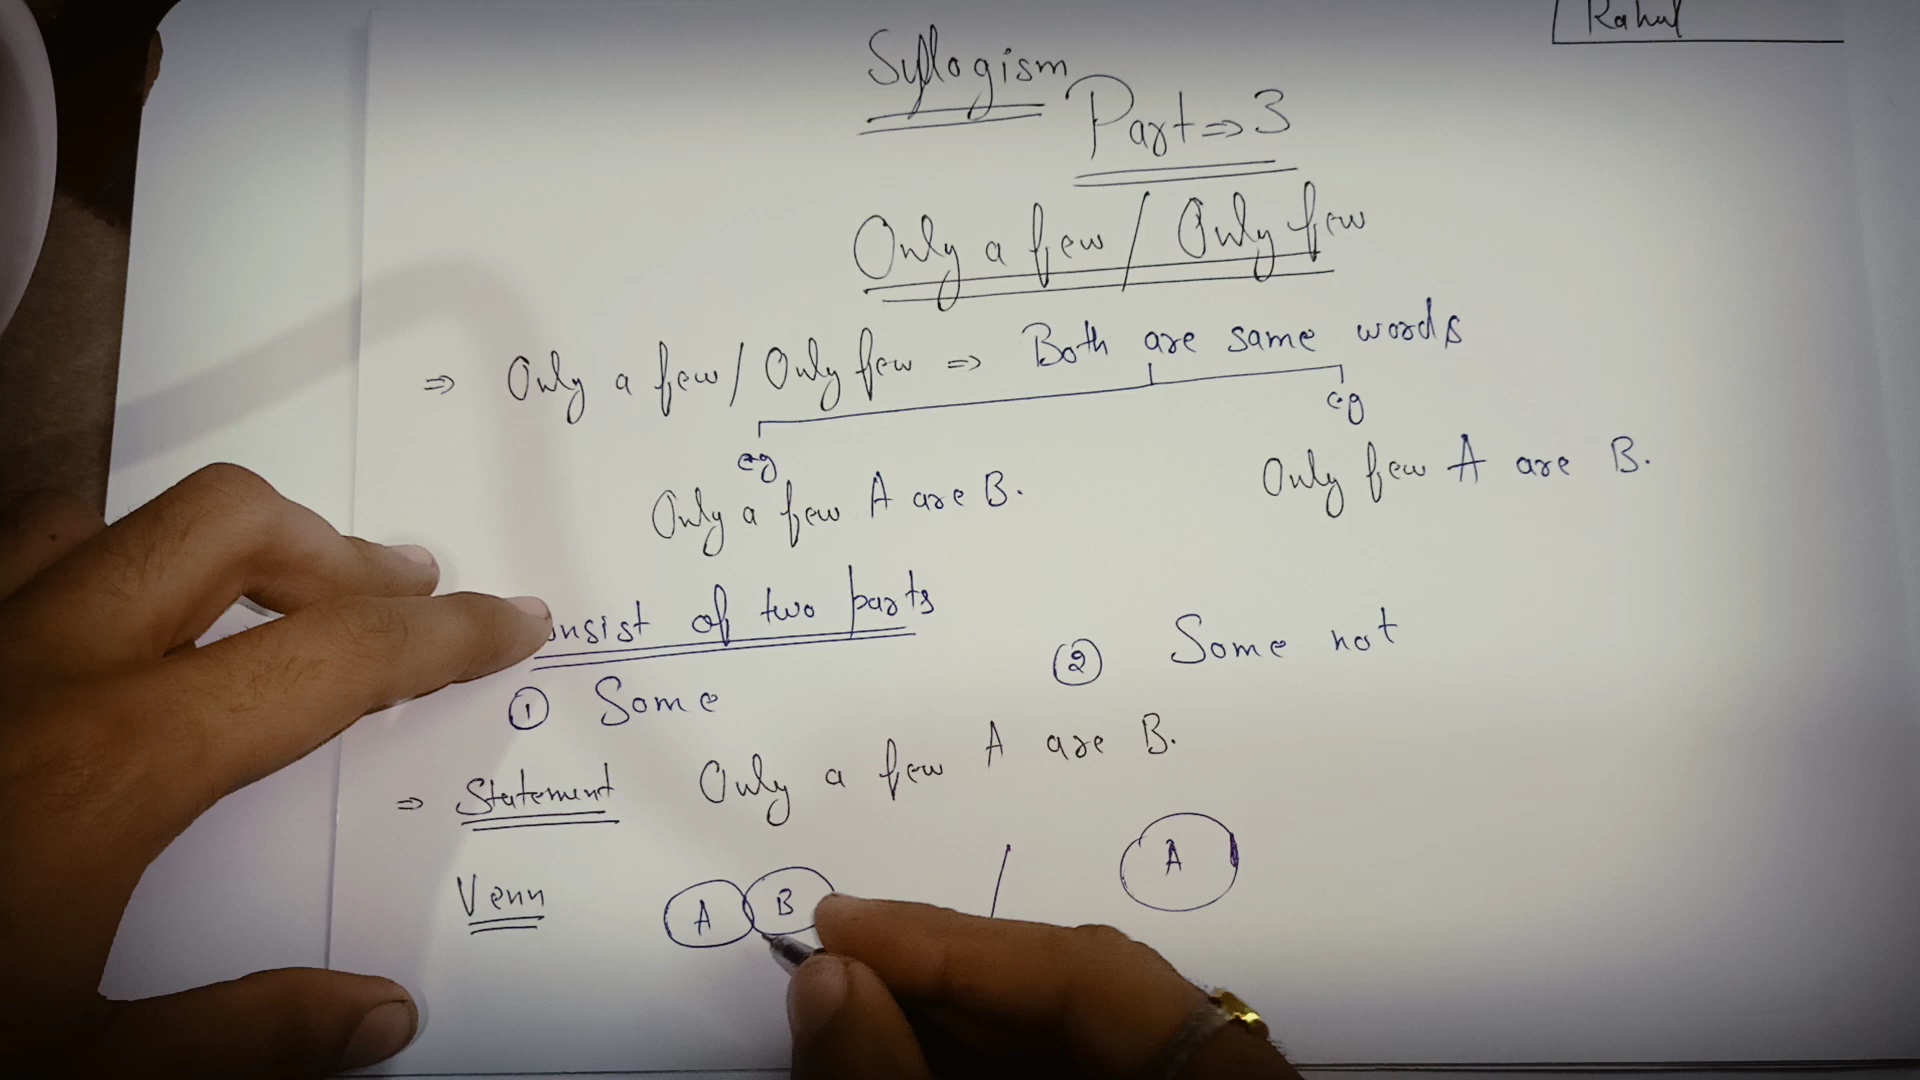 Rahul
Syllogism
Part⇒3
Only a few / Only few
⇒ Only a few / Only few ⇒ Both are same words
eg eg
Only a few A are B. Only few A are B.
onsist of two parts
① Some ② Some not
⇒ Statement Only a few A are B.
Venn A B / A